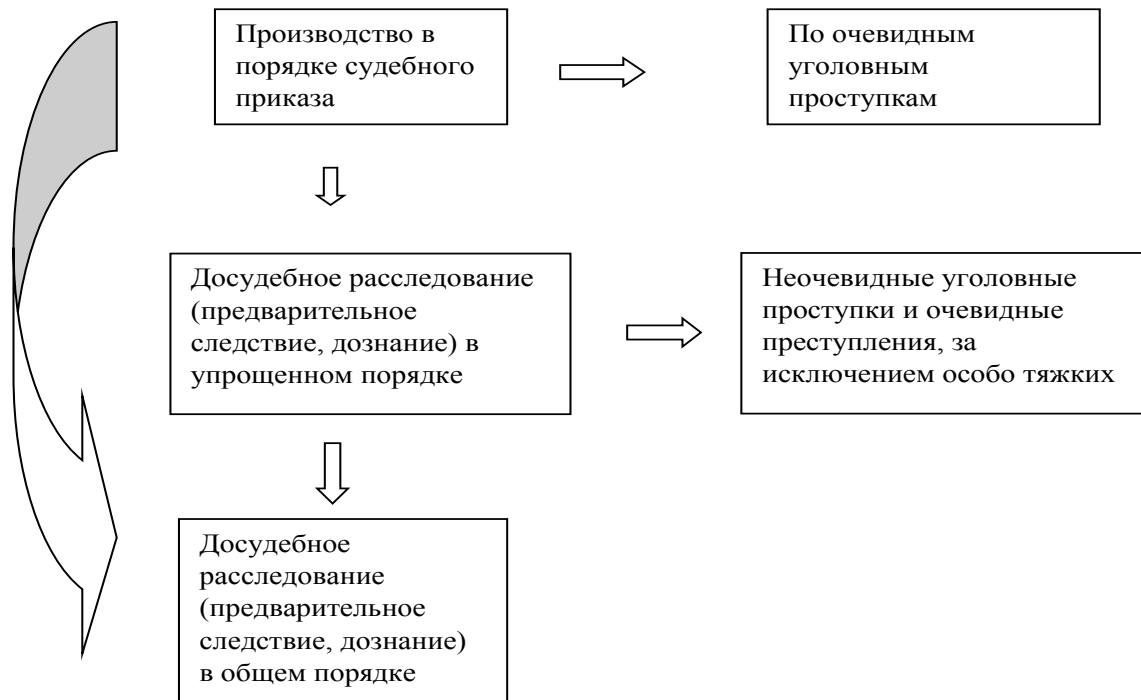 Производство в
порядке судебного
приказа
По очевидным
уголовным
проступкам
Досудебное расследование
(предварительное
следствие, дознание) в
упрощенном порядке
Неочевидные уголовные
проступки и очевидные
преступления, за
исключением особо тяжких
Досудебное
расследование
(предварительное
следствие, дознание)
в общем порядке